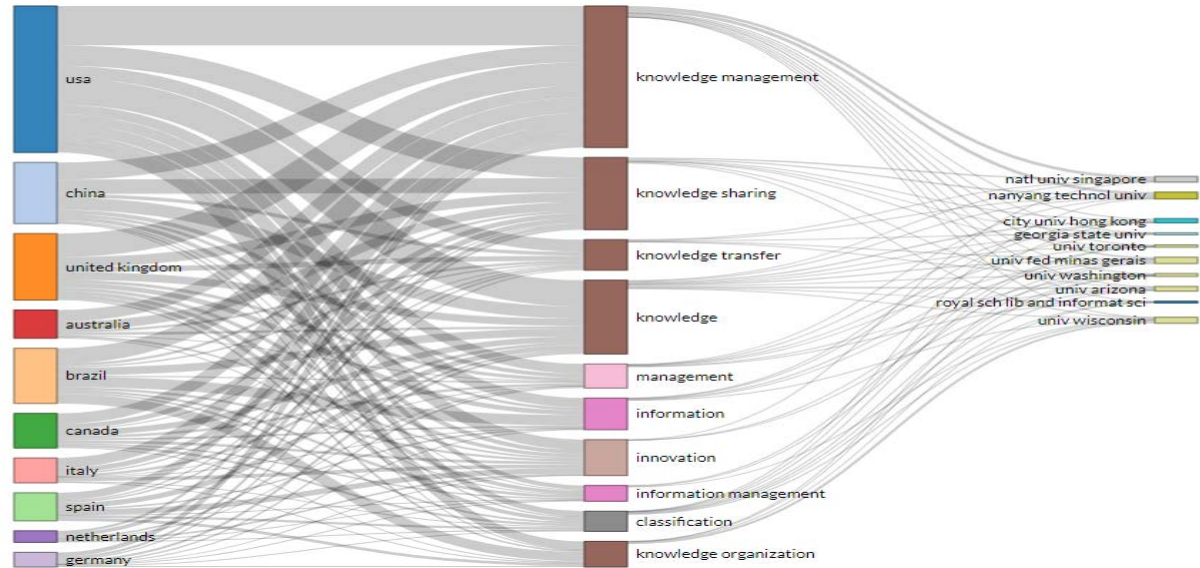 usa
china
united kingdom
australia
brazil
canada
italy
spain
netherlands
germany
knowledge management
knowledge sharing
knowledge transfer
knowledge
management
information
innovation
information management
classification
knowledge organization
natl univ singapore
nanyang technol univ
city univ hong kong
georgia state univ
univ toronto
univ fed minas gerais
univ washington
univ arizona
royal sch lib and informat sci
univ wisconsin